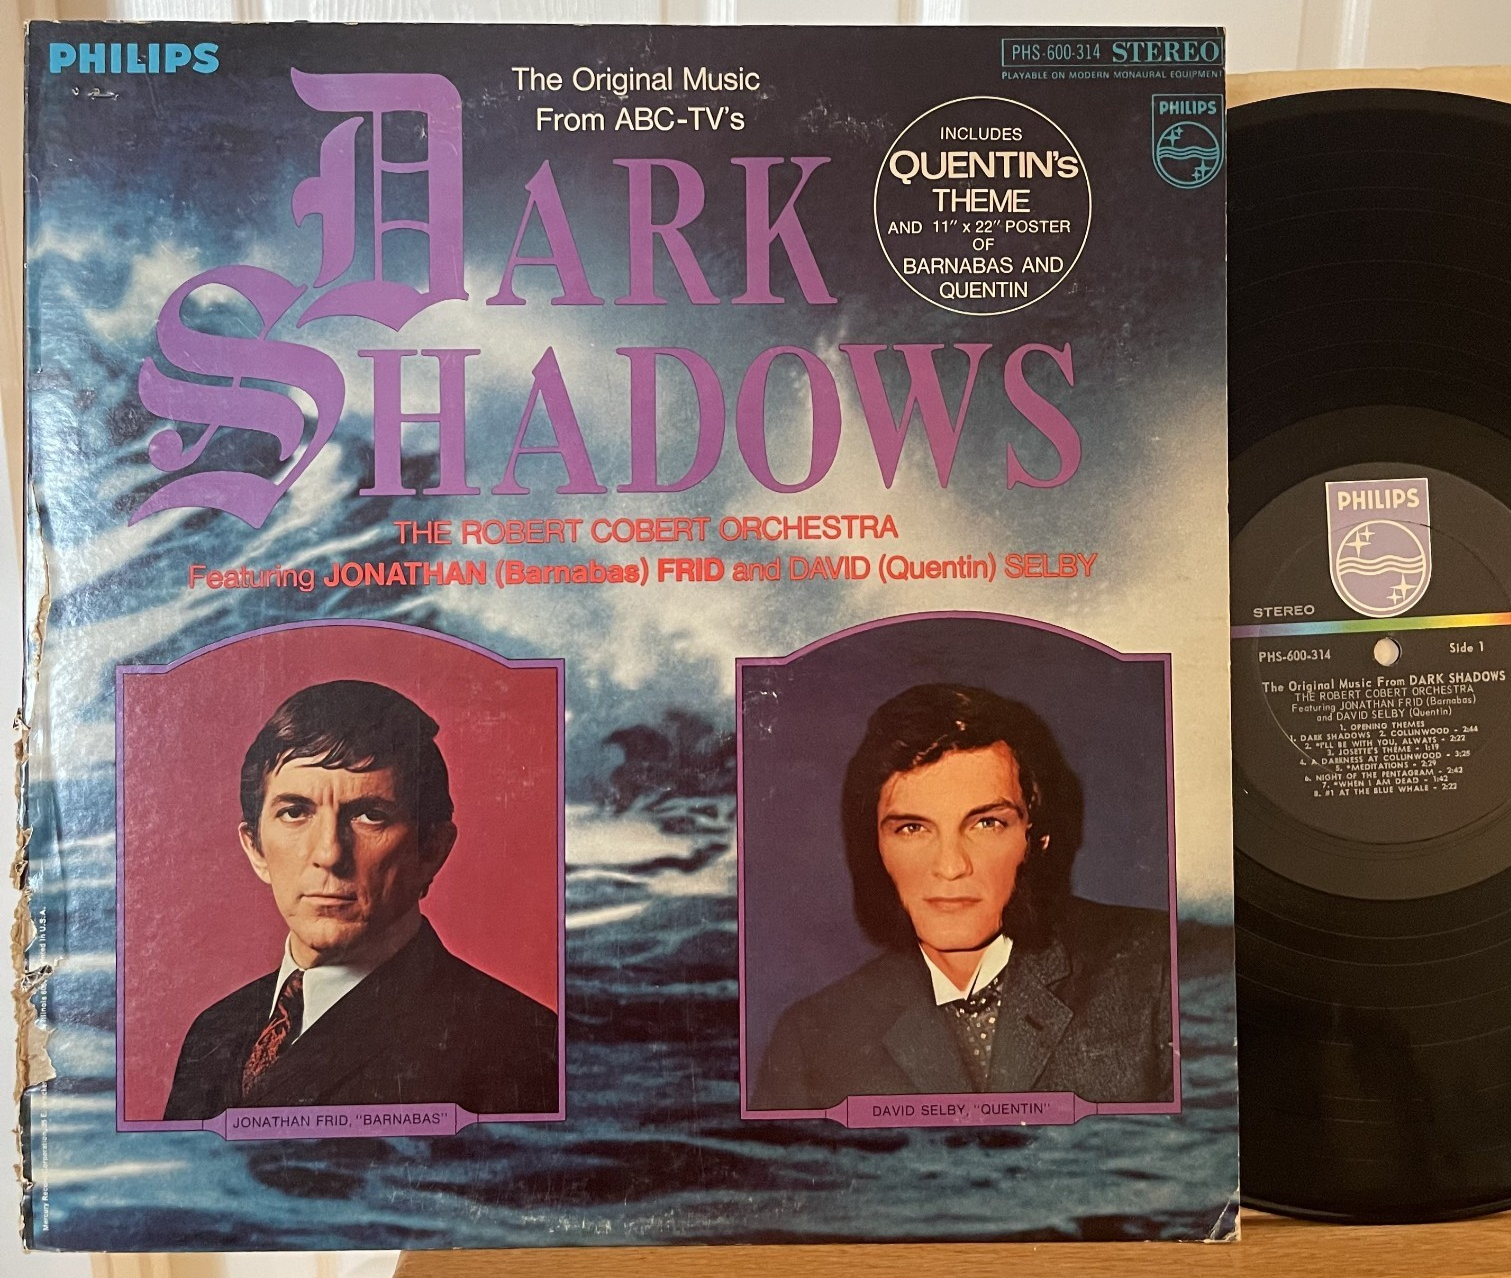 PHILIPS
PHS-600-314 STEREO
PLAYABLE ON MODERN MONAURAL EQUIPMENT
PHILIPS
The Original Music
From ABC-TV's
DARK
SHADOWS
INCLUDES
QUENTIN'S
THEME
AND 11" x 22" POSTER
OF
BARNABAS AND
QUENTIN
THE ROBERT COBERT ORCHESTRA
Featuring JONATHAN (Barnabas) FRID and DAVID (Quentin) SELBY
JONATHAN FRID, "BARNABAS"
DAVID SELBY, "QUENTIN"
in U.S.A.
PHILIPS
STEREO
PHS-600-314
Side 1
The Original Music From DARK SHADOWS
THE ROBERT COBERT ORCHESTRA
Featuring JONATHAN FRID (Barnabas)
and DAVID SELBY (Quentin)
1. OPENING THEMES
1. DARK SHADOWS 2. COLLINWOOD - 2:44
2. *I'LL BE WITH YOU, ALWAYS - 2:22
3. JOSETTE'S THEME - 1:19
4. A DARKNESS AT COLLINWOOD - 3:25
5. *MEDITATIONS - 2:29
6. NIGHT OF THE PENTAGRAM - 2:42
7. *WHEN I AM DEAD - 1:42
8. #1 AT THE BLUE WHALE - 2:22